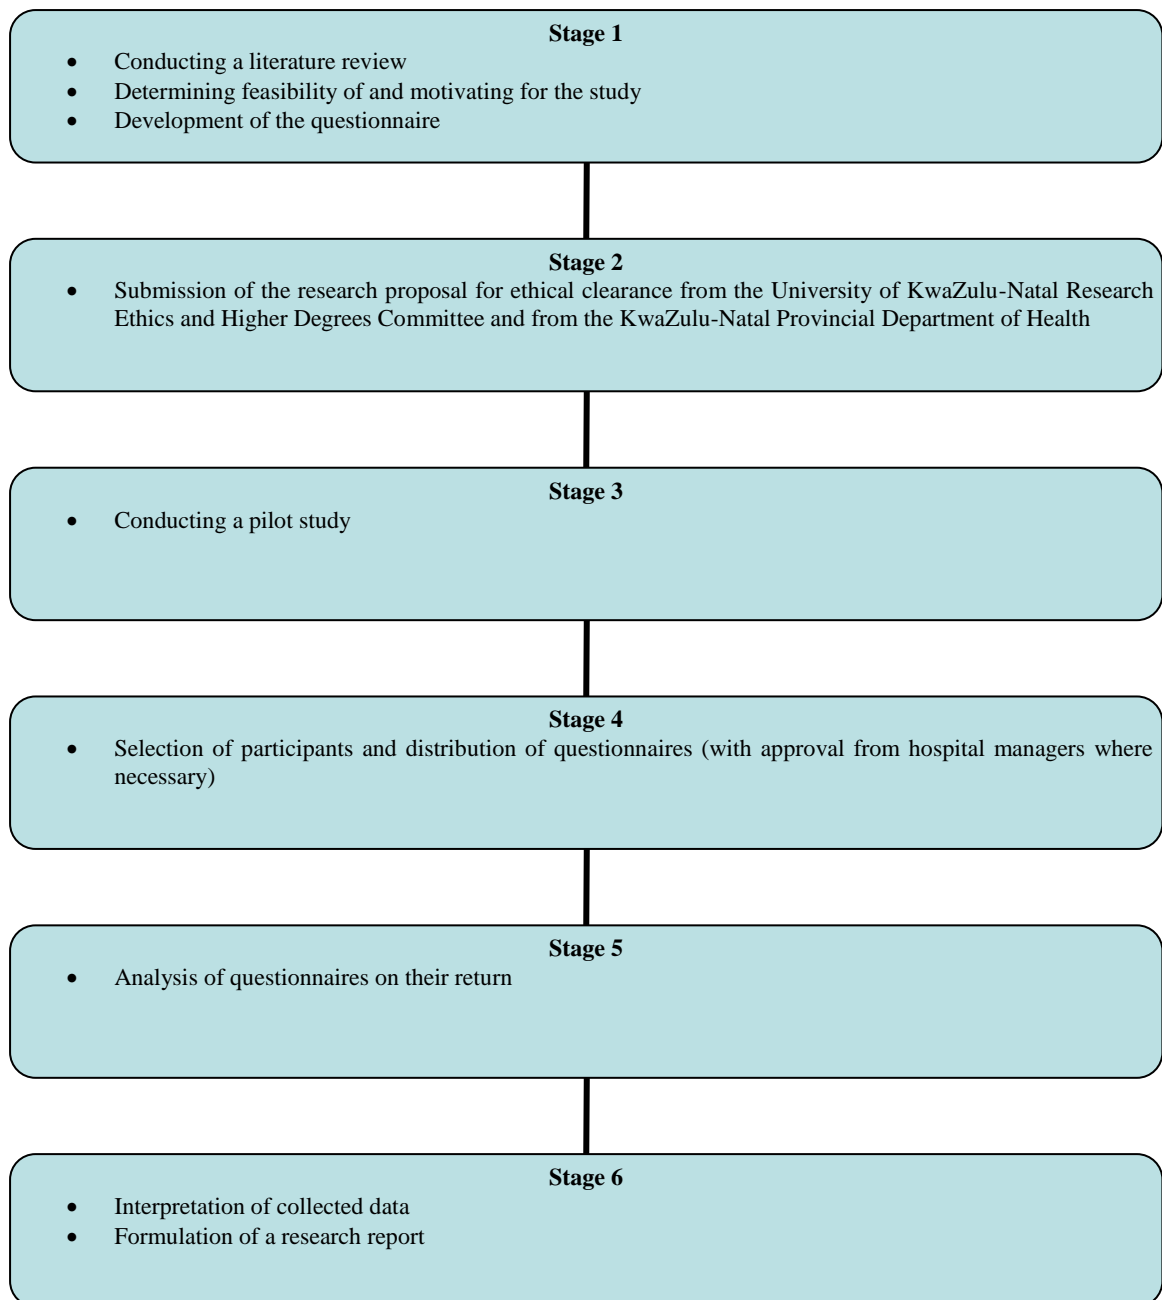 Stage 1
• Conducting a literature review
• Determining feasibility of and motivating for the study
• Development of the questionnaire
Stage 2
• Submission of the research proposal for ethical clearance from the University of KwaZulu-Natal Research
Ethics and Higher Degrees Committee and from the KwaZulu-Natal Provincial Department of Health
Stage 3
• Conducting a pilot study
Stage 4
• Selection of participants and distribution of questionnaires (with approval from hospital managers where
necessary)
Stage 5
• Analysis of questionnaires on their return
Stage 6
• Interpretation of collected data
• Formulation of a research report